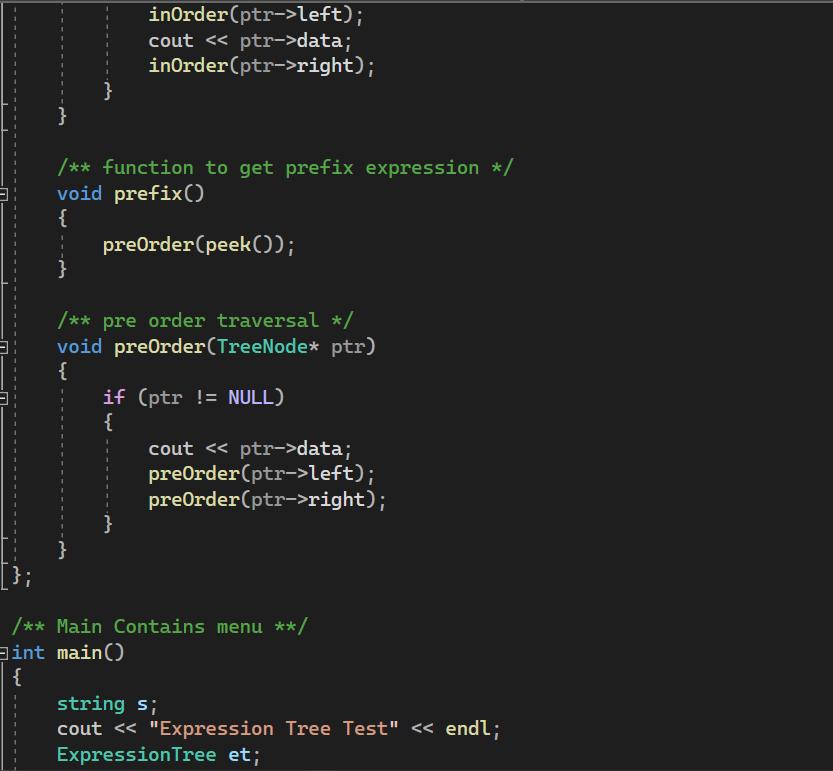 inOrder(ptr->left);
            cout << ptr->data;
            inOrder(ptr->right);
        }
    }

    /** function to get prefix expression */
    void prefix()
    {
        preOrder(peek());
    }

    /** pre order traversal */
    void preOrder(TreeNode* ptr)
    {
        if (ptr != NULL)
        {
            cout << ptr->data;
            preOrder(ptr->left);
            preOrder(ptr->right);
        }
    }
};

/** Main Contains menu **/
int main()
{
    string s;
    cout << "Expression Tree Test" << endl;
    ExpressionTree et;